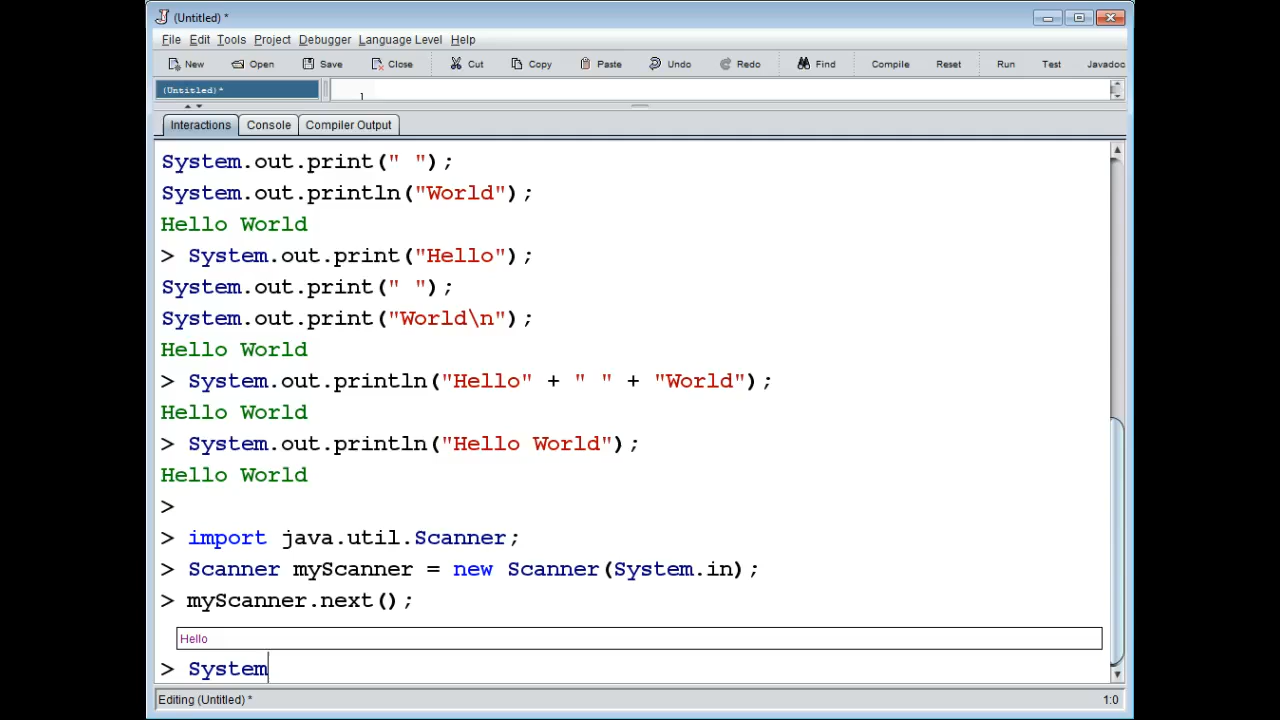 (Untitled) *
File Edit Tools Project Debugger Language Level Help
New Open Save Close Cut Copy Paste Undo Redo Find Compile Reset Run Test Javadoc
(Untitled)* 1
Interactions Console Compiler Output
System.out.print(" ");
System.out.println("World");
Hello World
> System.out.print("Hello");
System.out.print(" ");
System.out.print("World\n");
Hello World
> System.out.println("Hello" + " " + "World");
Hello World
> System.out.println("Hello World");
Hello World
>
> import java.util.Scanner;
> Scanner myScanner = new Scanner(System.in);
> myScanner.next();
Hello
> System
Editing (Untitled) * 1:0